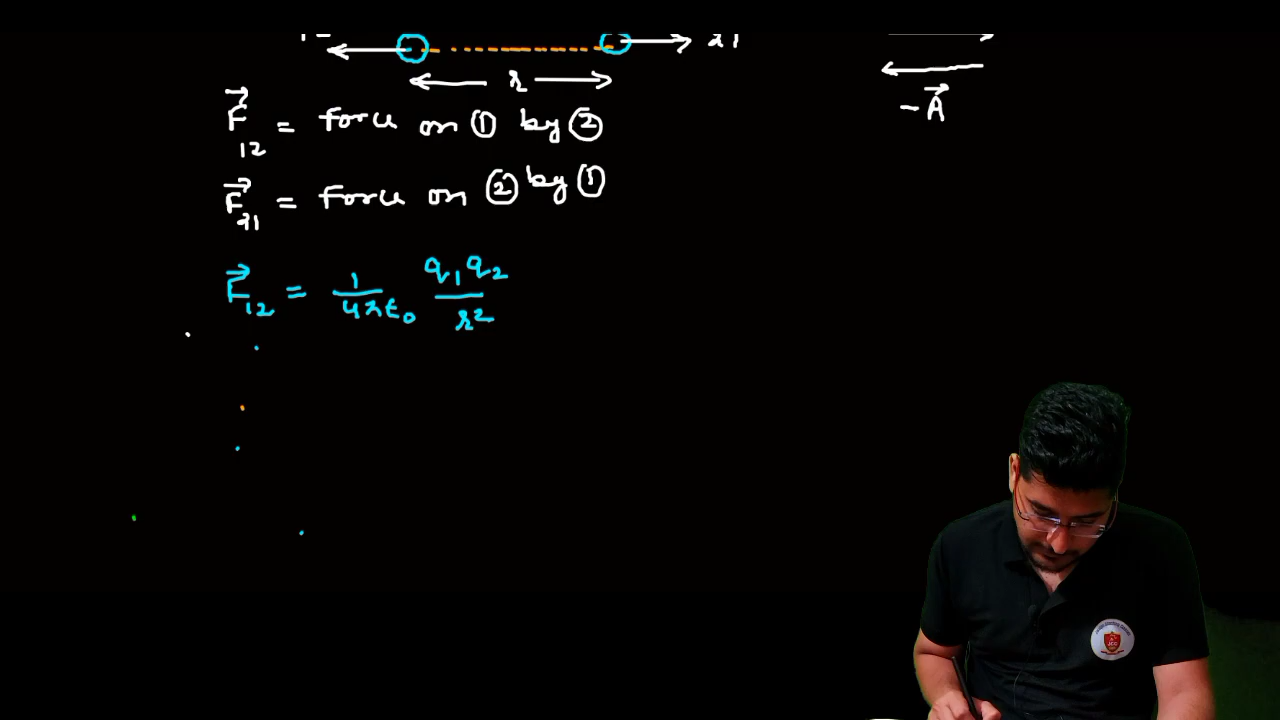 r
F⃗12 = force on ① by ②
-A⃗
F⃗21 = force on ② by ①
F⃗12 = 1/4πε0 q1q2/r²